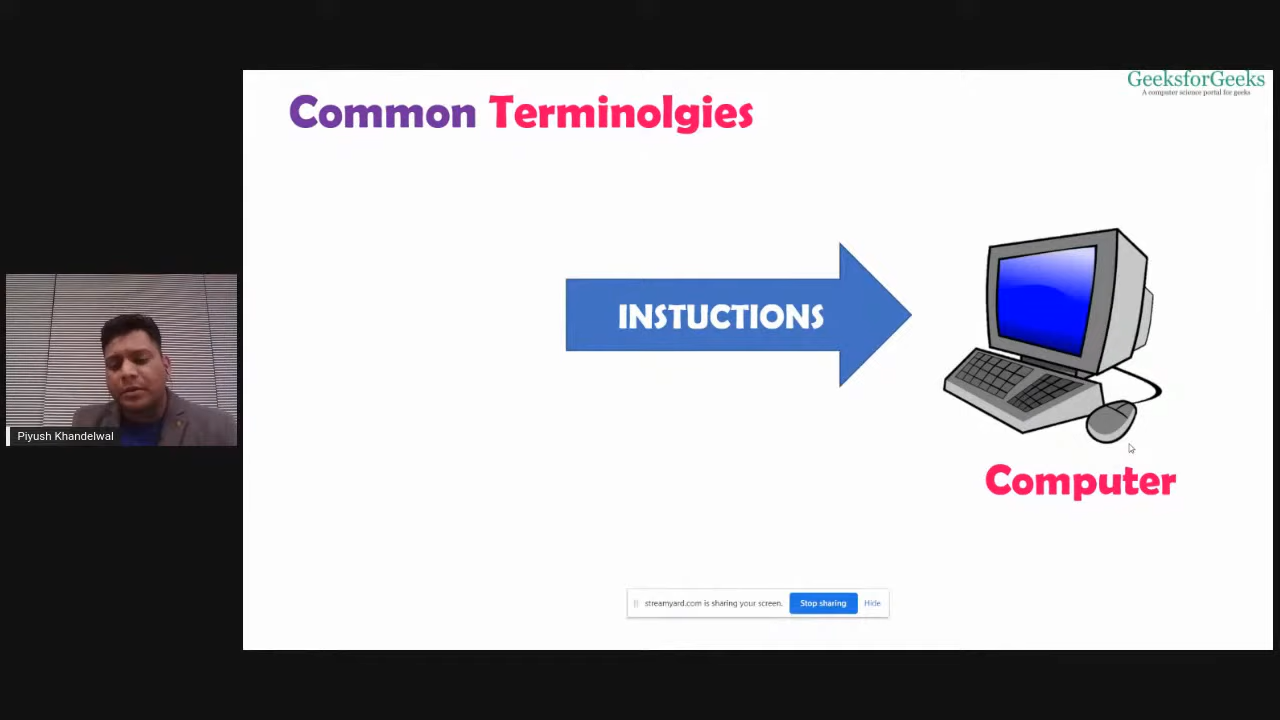 GeeksforGeeks
A computer science portal for geeks
Common Terminolgies
INSTUCTIONS
Piyush Khandelwal
Computer
streamyard.com is sharing your screen. Stop sharing Hide